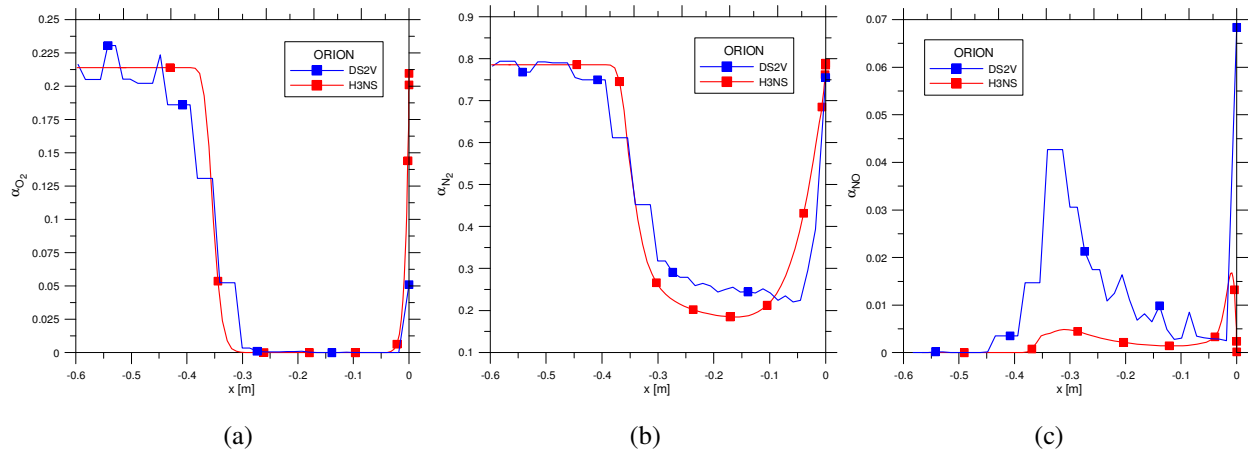 0.25
0.225
0.2
0.175
0.15
0.125
0.1
0.075
0.05
0.025
0
αO2
-0.6 -0.5 -0.4 -0.3 -0.2 -0.1 0
x [m]
ORION
DS2V
H3NS
(a)
0.9
0.8
0.7
0.6
0.5
0.4
0.3
0.2
0.1
αN2
-0.6 -0.5 -0.4 -0.3 -0.2 -0.1 0
x [m]
ORION
DS2V
H3NS
(b)
0.07
0.06
0.05
0.04
0.03
0.02
0.01
0
αNO
-0.6 -0.5 -0.4 -0.3 -0.2 -0.1 0
x [m]
ORION
DS2V
H3NS
(c)